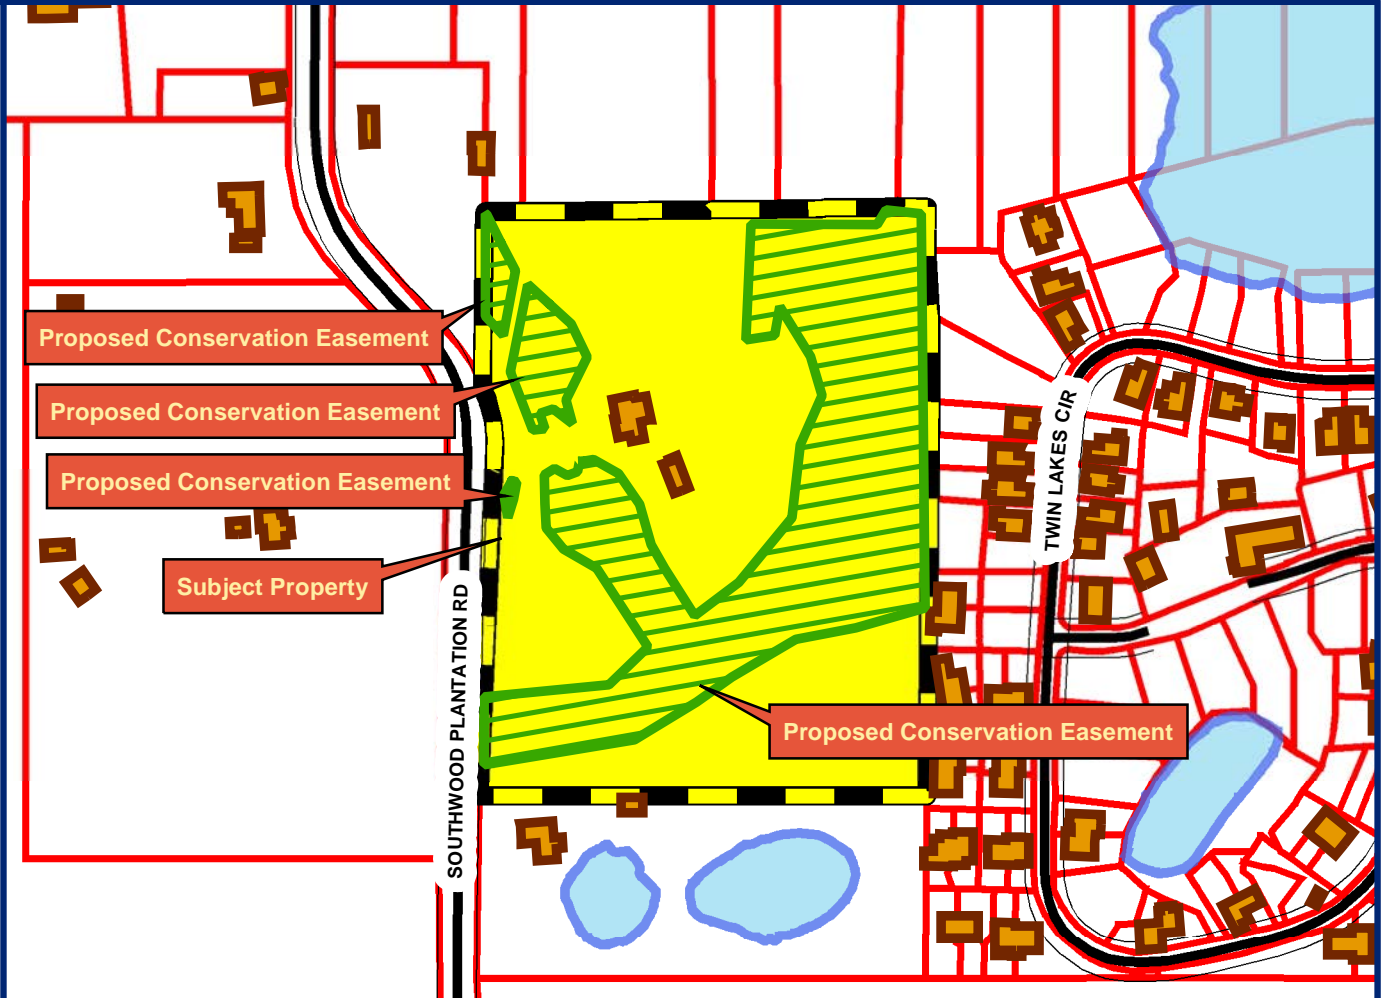 Proposed Conservation Easement
Proposed Conservation Easement
Proposed Conservation Easement
Subject Property
SOUTHWOOD PLANTATION RD
TWIN LAKES CIR
Proposed Conservation Easement